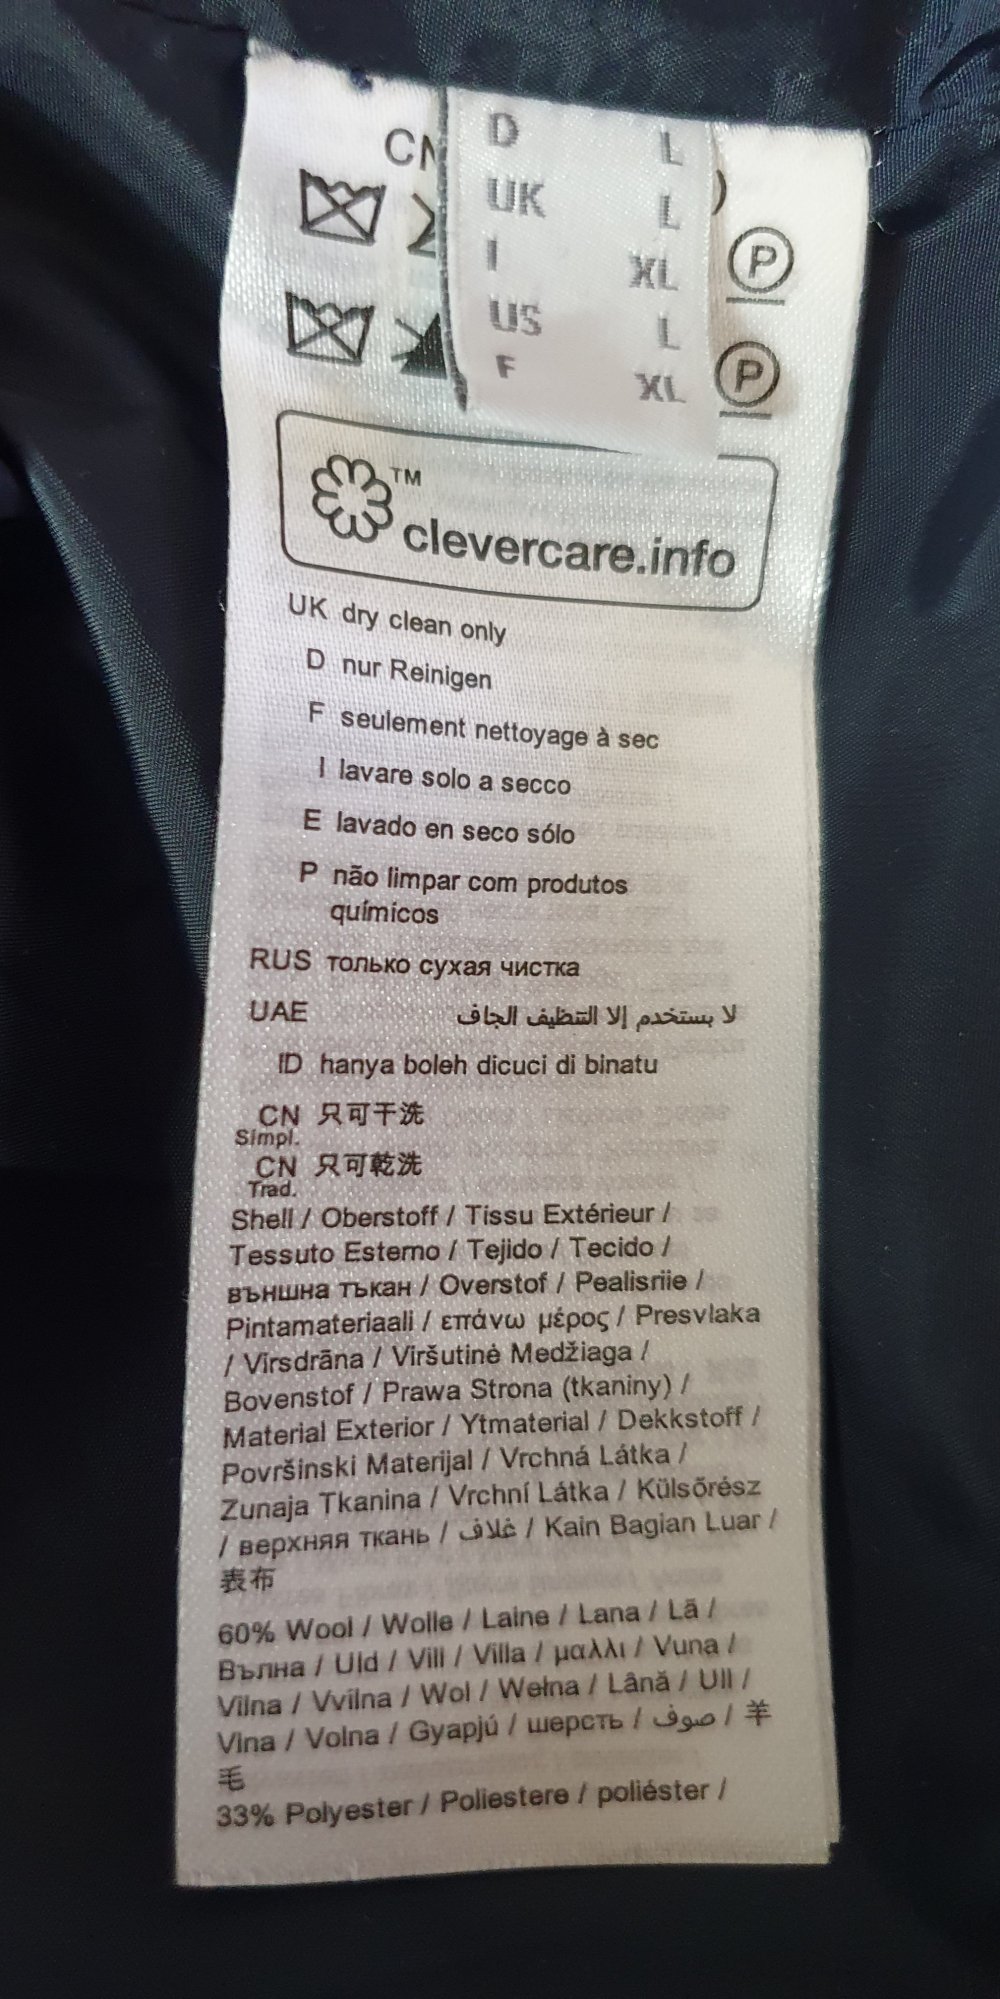 D L
UK L
I XL
US L
F XL
P
P
™
clevercare.info
UK dry clean only
D nur Reinigen
F seulement nettoyage à sec
I lavare solo a secco
E lavado en seco sólo
P não limpar com produtos
químicos
RUS только сухая чистка
UAE لا يستخدم إلا التنظيف الجاف
ID hanya boleh dicuci di binatu
CN 只可干洗
Simpl.
CN 只可乾洗
Trad.
Shell / Oberstoff / Tissu Extérieur /
Tessuto Esterno / Tejido / Tecido /
външна тъкан / Overstof / Pealisriie /
Pintamateriaali / επάνω μέρος / Presvlaka
/ Virsdrāna / Viršutinė Medžiaga /
Bovenstof / Prawa Strona (tkaniny) /
Material Exterior / Ytmaterial / Dekkstoff /
Površinski Materijal / Vrchná Látka /
Zunaja Tkanina / Vrchní Látka / Külsőrész
/ верхняя ткань / غلاف / Kain Bagian Luar /
表布
60% Wool / Wolle / Laine / Lana / Lã /
Вълна / Uld / Vill / Villa / μαλλι / Vuna /
Vilna / Vvilna / Wol / Wełna / Lână / Ull /
Vlna / Volna / Gyapjú / шерсть / صوف / 羊
毛
33% Polyester / Poliestere / poliéster /